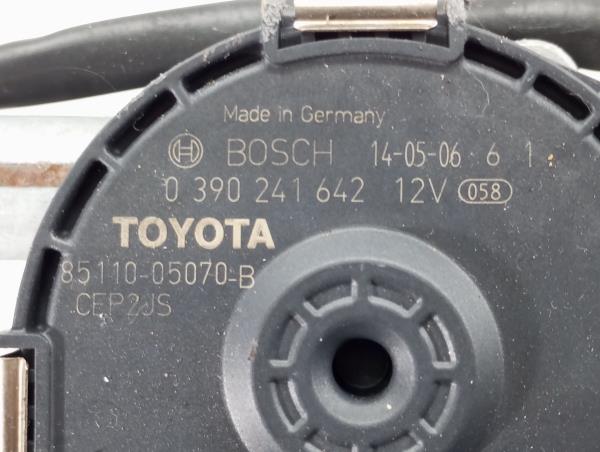 Made in Germany
BOSCH 14-05-06 6 1
0 390 241 642 12V 058
TOYOTA
85110-05070-B
CEP2JS